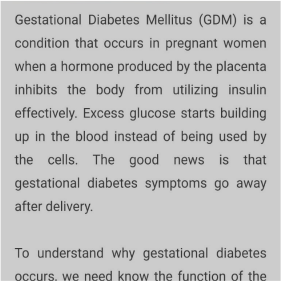 Gestational Diabetes Mellitus (GDM) is a
condition that occurs in pregnant women
when a hormone produced by the placenta
inhibits the body from utilizing insulin
effectively. Excess glucose starts building
up in the blood instead of being used by
the cells. The good news is that
gestational diabetes symptoms go away
after delivery.
To understand why gestational diabetes
occurs, we need know the function of the